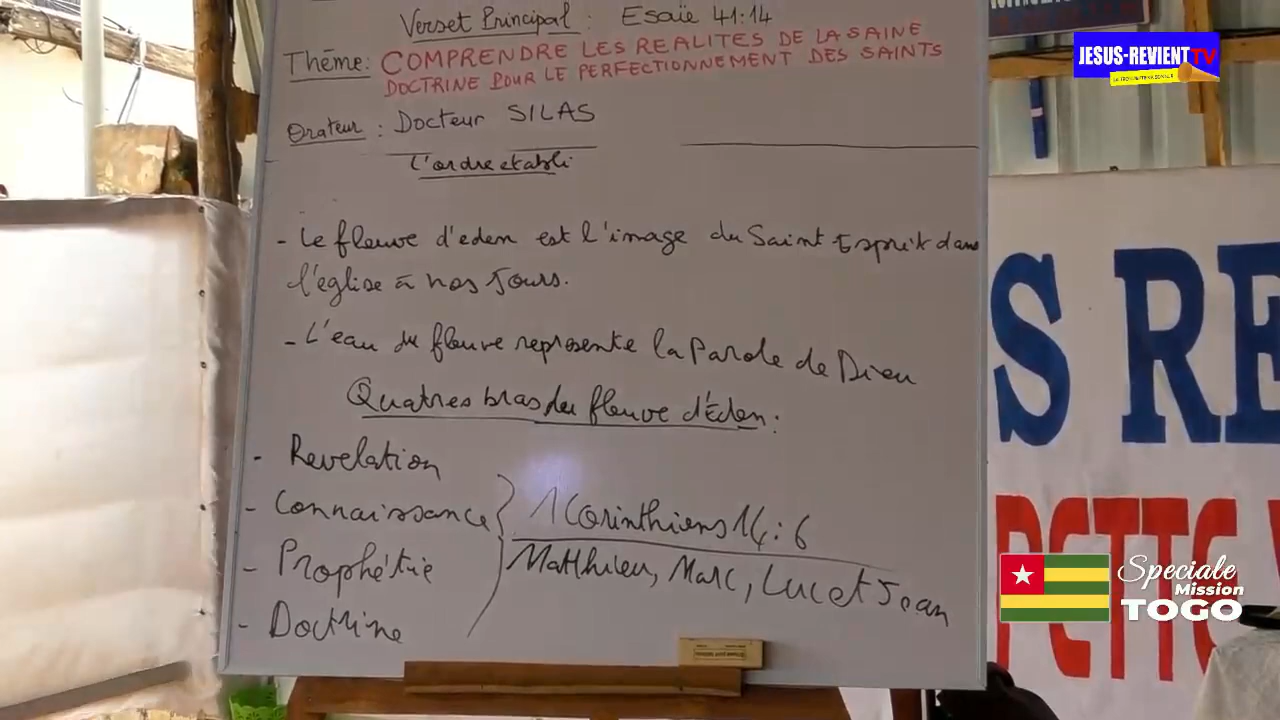 Verset Principal : Esaïe 41:14
Thème: COMPRENDRE LES REALITES DE LA SAINE
DOCTRINE POUR LE PERFECTIONNEMENT DES SAINTS
Orateur : Docteur SILAS
L'ordre etabli
- Le fleuve d'eden est l'image du Saint-Esprit dans
l'église à nos Jours.
- L'eau du fleuve represente la Parole de Dieu
Quatres bras du fleuve d'Éden :
- Revelation
- Connaissance
- Prophétie
- Doctrine
1 Corinthiens 14:6
Matthieu, Marc, Luc et Jean
JESUS-REVIENT TV
S RE
Speciale
Mission
TOGO